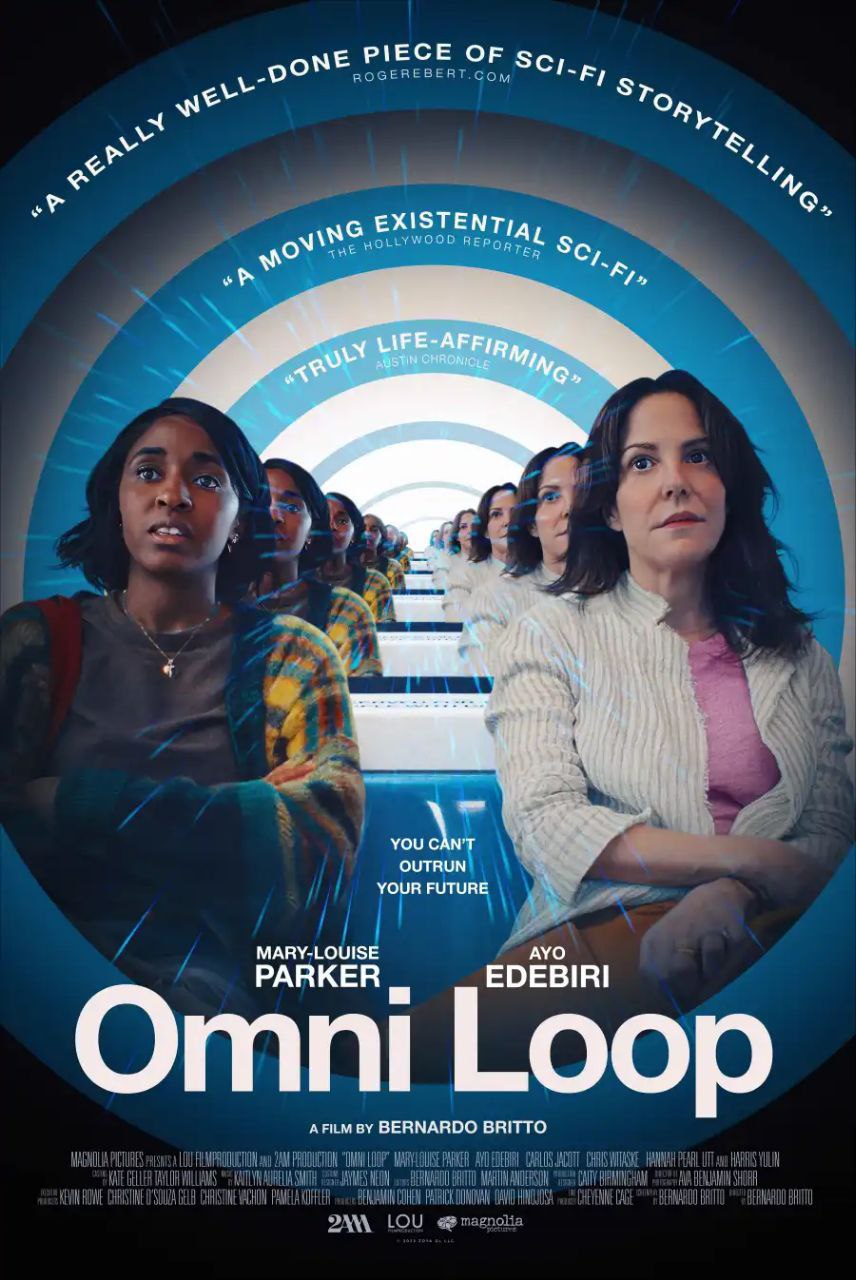 “A REALLY WELL-DONE PIECE OF SCI-FI STORYTELLING”
ROGEREBERT.COM
“A MOVING EXISTENTIAL SCI-FI”
THE HOLLYWOOD REPORTER
“TRULY LIFE-AFFIRMING”
AUSTIN CHRONICLE
YOU CAN'T
OUTRUN
YOUR FUTURE
MARY-LOUISE
PARKER
AYO
EDEBIRI
Omni Loop
A FILM BY BERNARDO BRITTO
MAGNOLIA PICTURES PRESNTS A LOU FILMPRODUCTION AND 2AM PRODUCTION "OMNI LOOP" MARY-LOUISE PARKER AYO EDEBIRI CARLOS JACOTT CHRIS WITASKE HANNAH PEARL UTT AND HARRIS YULIN
KATE GELLER TAYLOR WILLIAMS KAITLYN AURELIA SMITH JAYMES NEON BERNARDO BRITTO MARTIN ANDERSON CAITY BIRMINGHAM AVA BENJAMIN SHORR
KEVIN ROWE CHRISTINE D'SOUZA GELB CHRISTINE VACHON PAMELA KOFFLER BENJAMIN COHEN PATRICK DONOVAN DAVID HINOJOSA CHEYENNE CAGE BERNARDO BRITTO BERNARDO BRITTO
2AM LOU FILMPRODUCTION magnolia pictures